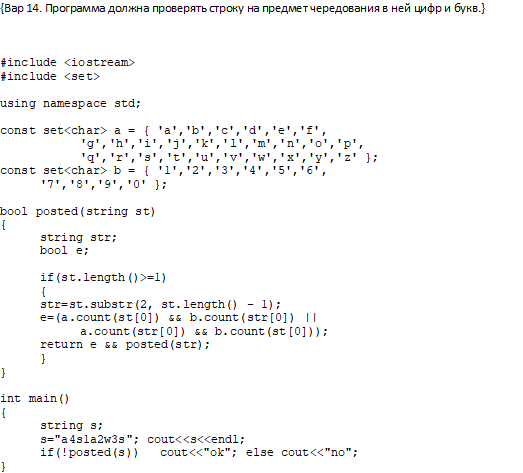 {Вар 14. Программа должна проверять строку на предмет чередования в ней цифр и букв.}
#include <iostream>
#include <set>
using namespace std;
const set<char> a = { 'a','b','c','d','e','f',
'g','h','i','j','k','l','m','n','o','p',
'q','r','s','t','u','v','w','x','y','z' };
const set<char> b = { '1','2','3','4','5','6',
'7','8','9','0' };
bool posted(string st)
{
string str;
bool e;
if(st.length()>=1)
{
str=st.substr(2, st.length() - 1);
e=(a.count(st[0]) && b.count(str[0]) ||
a.count(str[0]) && b.count(st[0]));
return e && posted(str);
}
}
int main()
{
string s;
s="a4s1a2w3s"; cout<<s<<endl;
if(!posted(s)) cout<<"ok"; else cout<<"no";
}